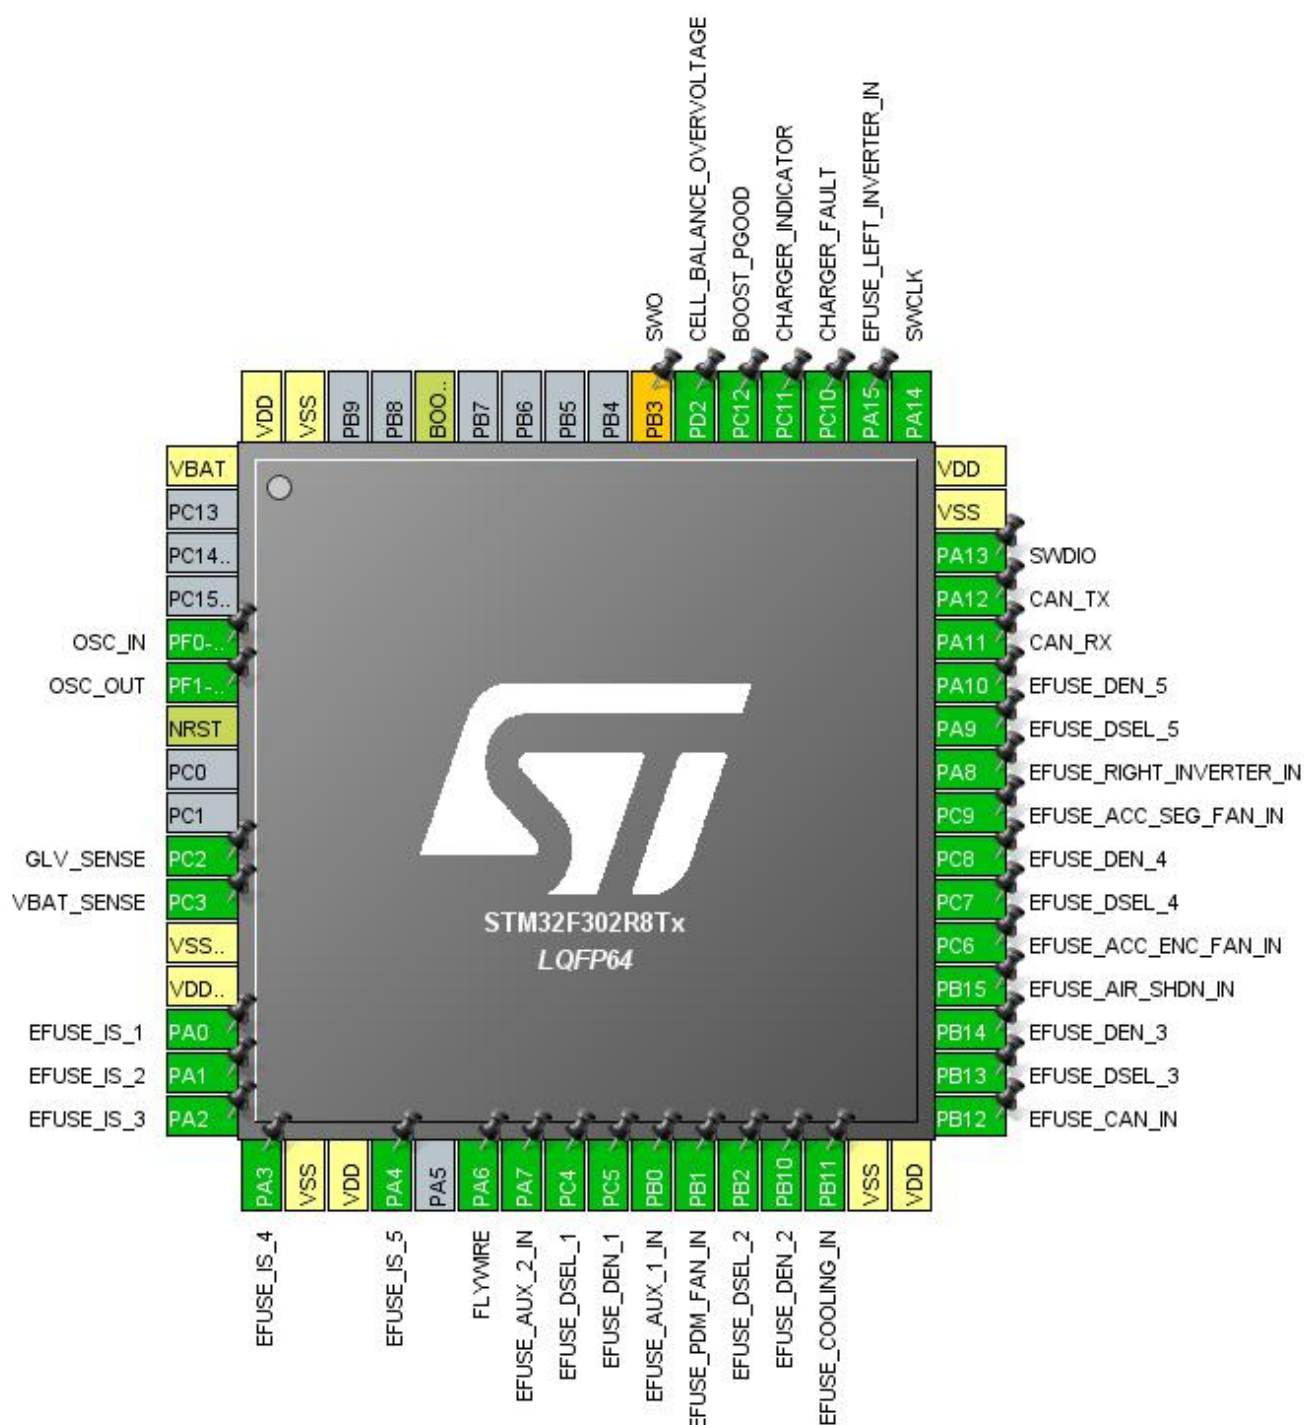 SWO
CELL_BALANCE_OVERVOLTAGE
BOOST_PGOOD
CHARGER_INDICATOR
CHARGER_FAULT
EFUSE_LEFT_INVERTER_IN
SWCLK
VDD
VSS
PB9
PB8
BOO..
PB7
PB6
PB5
PB4
PB3
PD2
PC12
PC11
PC10
PA15
PA14
VBAT
PC13
PC14..
PC15..
OSC_IN PF0-..
OSC_OUT PF1-..
NRST
PC0
PC1
GLV_SENSE PC2
VBAT_SENSE PC3
VSS..
VDD..
EFUSE_IS_1 PA0
EFUSE_IS_2 PA1
EFUSE_IS_3 PA2
ST
STM32F302R8Tx
LQFP64
VDD
VSS
PA13 SWDIO
PA12 CAN_TX
PA11 CAN_RX
PA10 EFUSE_DEN_5
PA9 EFUSE_DSEL_5
PA8 EFUSE_RIGHT_INVERTER_IN
PC9 EFUSE_ACC_SEG_FAN_IN
PC8 EFUSE_DEN_4
PC7 EFUSE_DSEL_4
PC6 EFUSE_ACC_ENC_FAN_IN
PB15 EFUSE_AIR_SHDN_IN
PB14 EFUSE_DEN_3
PB13 EFUSE_DSEL_3
PB12 EFUSE_CAN_IN
PA3
VSS
VDD
PA4
PA5
PA6
PA7
PC4
PC5
PB0
PB1
PB2
PB10
PB11
VSS
VDD
EFUSE_IS_4
EFUSE_IS_5
FLYWIRE
EFUSE_AUX_2_IN
EFUSE_DSEL_1
EFUSE_DEN_1
EFUSE_AUX_1_IN
EFUSE_PDM_FAN_IN
EFUSE_DSEL_2
EFUSE_DEN_2
EFUSE_COOLING_IN